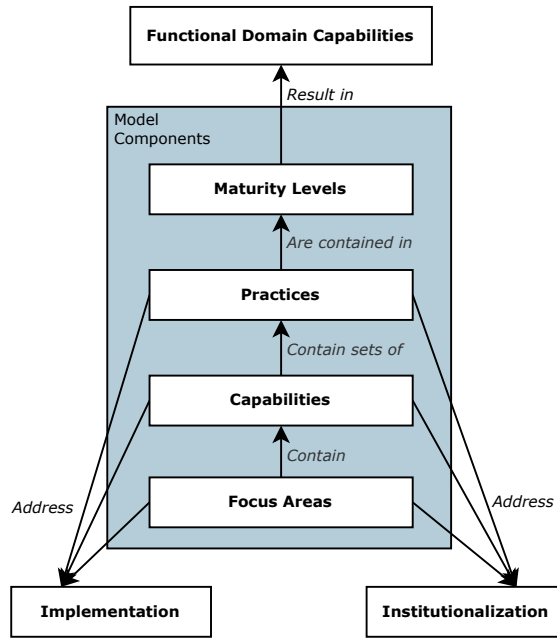 Functional Domain Capabilities
Result in
Model
Components
Maturity Levels
Are contained in
Practices
Contain sets of
Capabilities
Contain
Focus Areas
Address
Address
Implementation
Institutionalization